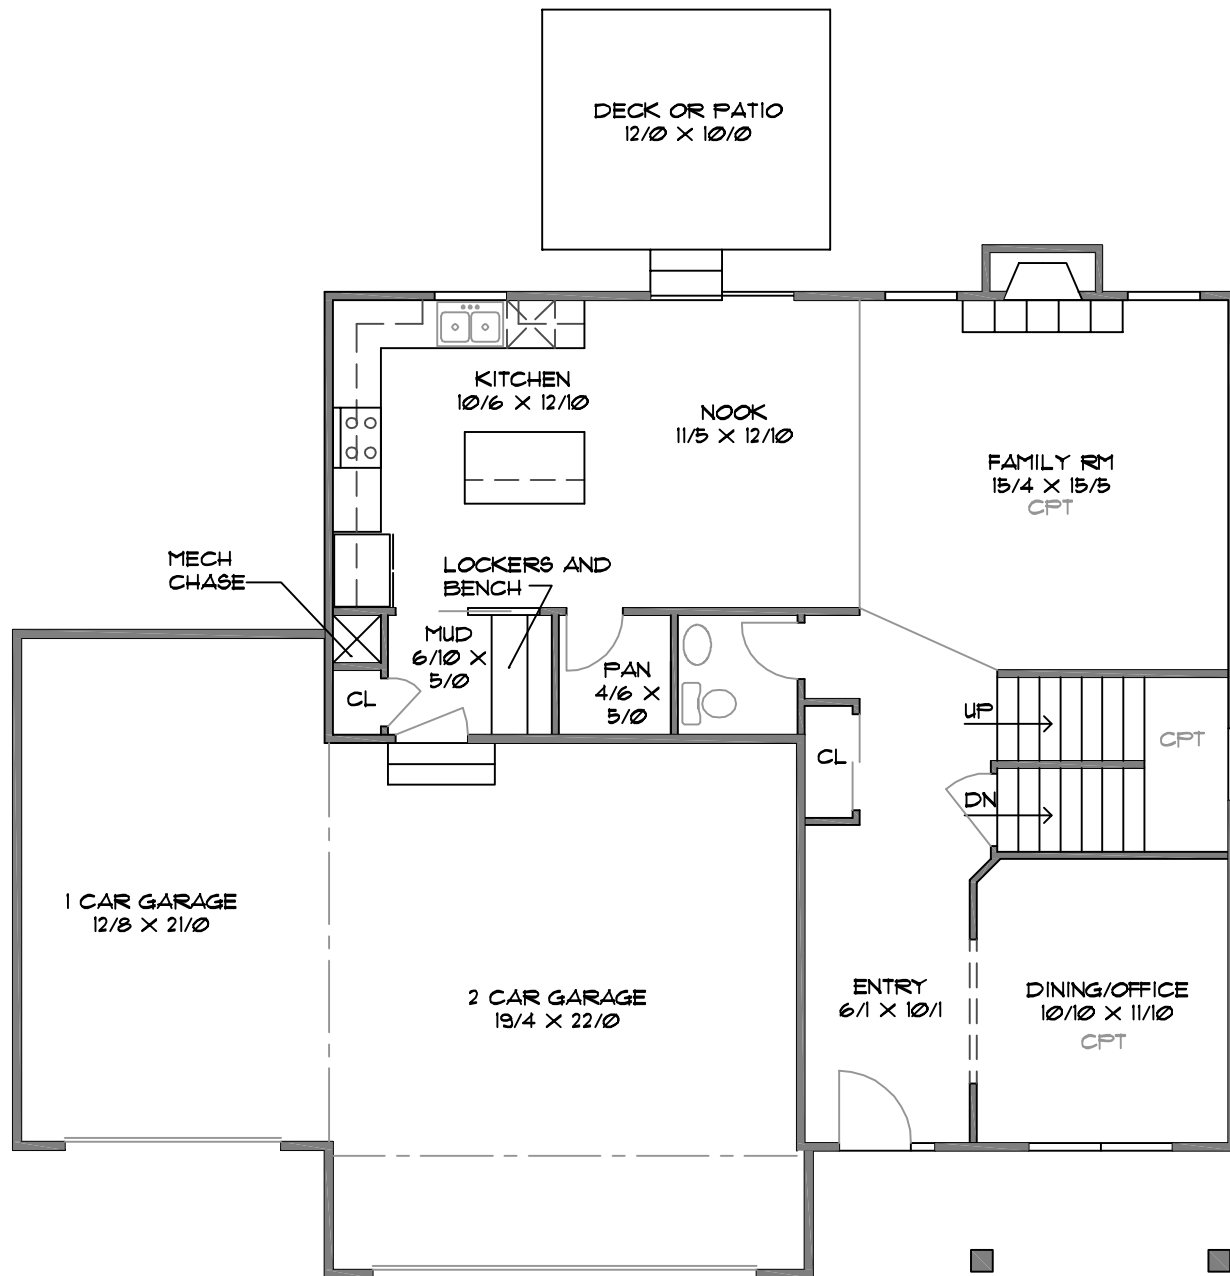 DECK OR PATIO
12/0 X 10/0
KITCHEN
10/6 X 12/10
NOOK
11/5 X 12/10
FAMILY RM
15/4 X 15/5
CPT
MECH
CHASE
LOCKERS AND
BENCH
MUD
6/10 X
5/0
PAN
4/6 X
5/0
CL
UP
CPT
CL
DN
1 CAR GARAGE
12/8 X 21/0
2 CAR GARAGE
19/4 X 22/0
ENTRY
6/1 X 10/1
DINING/OFFICE
10/10 X 11/10
CPT